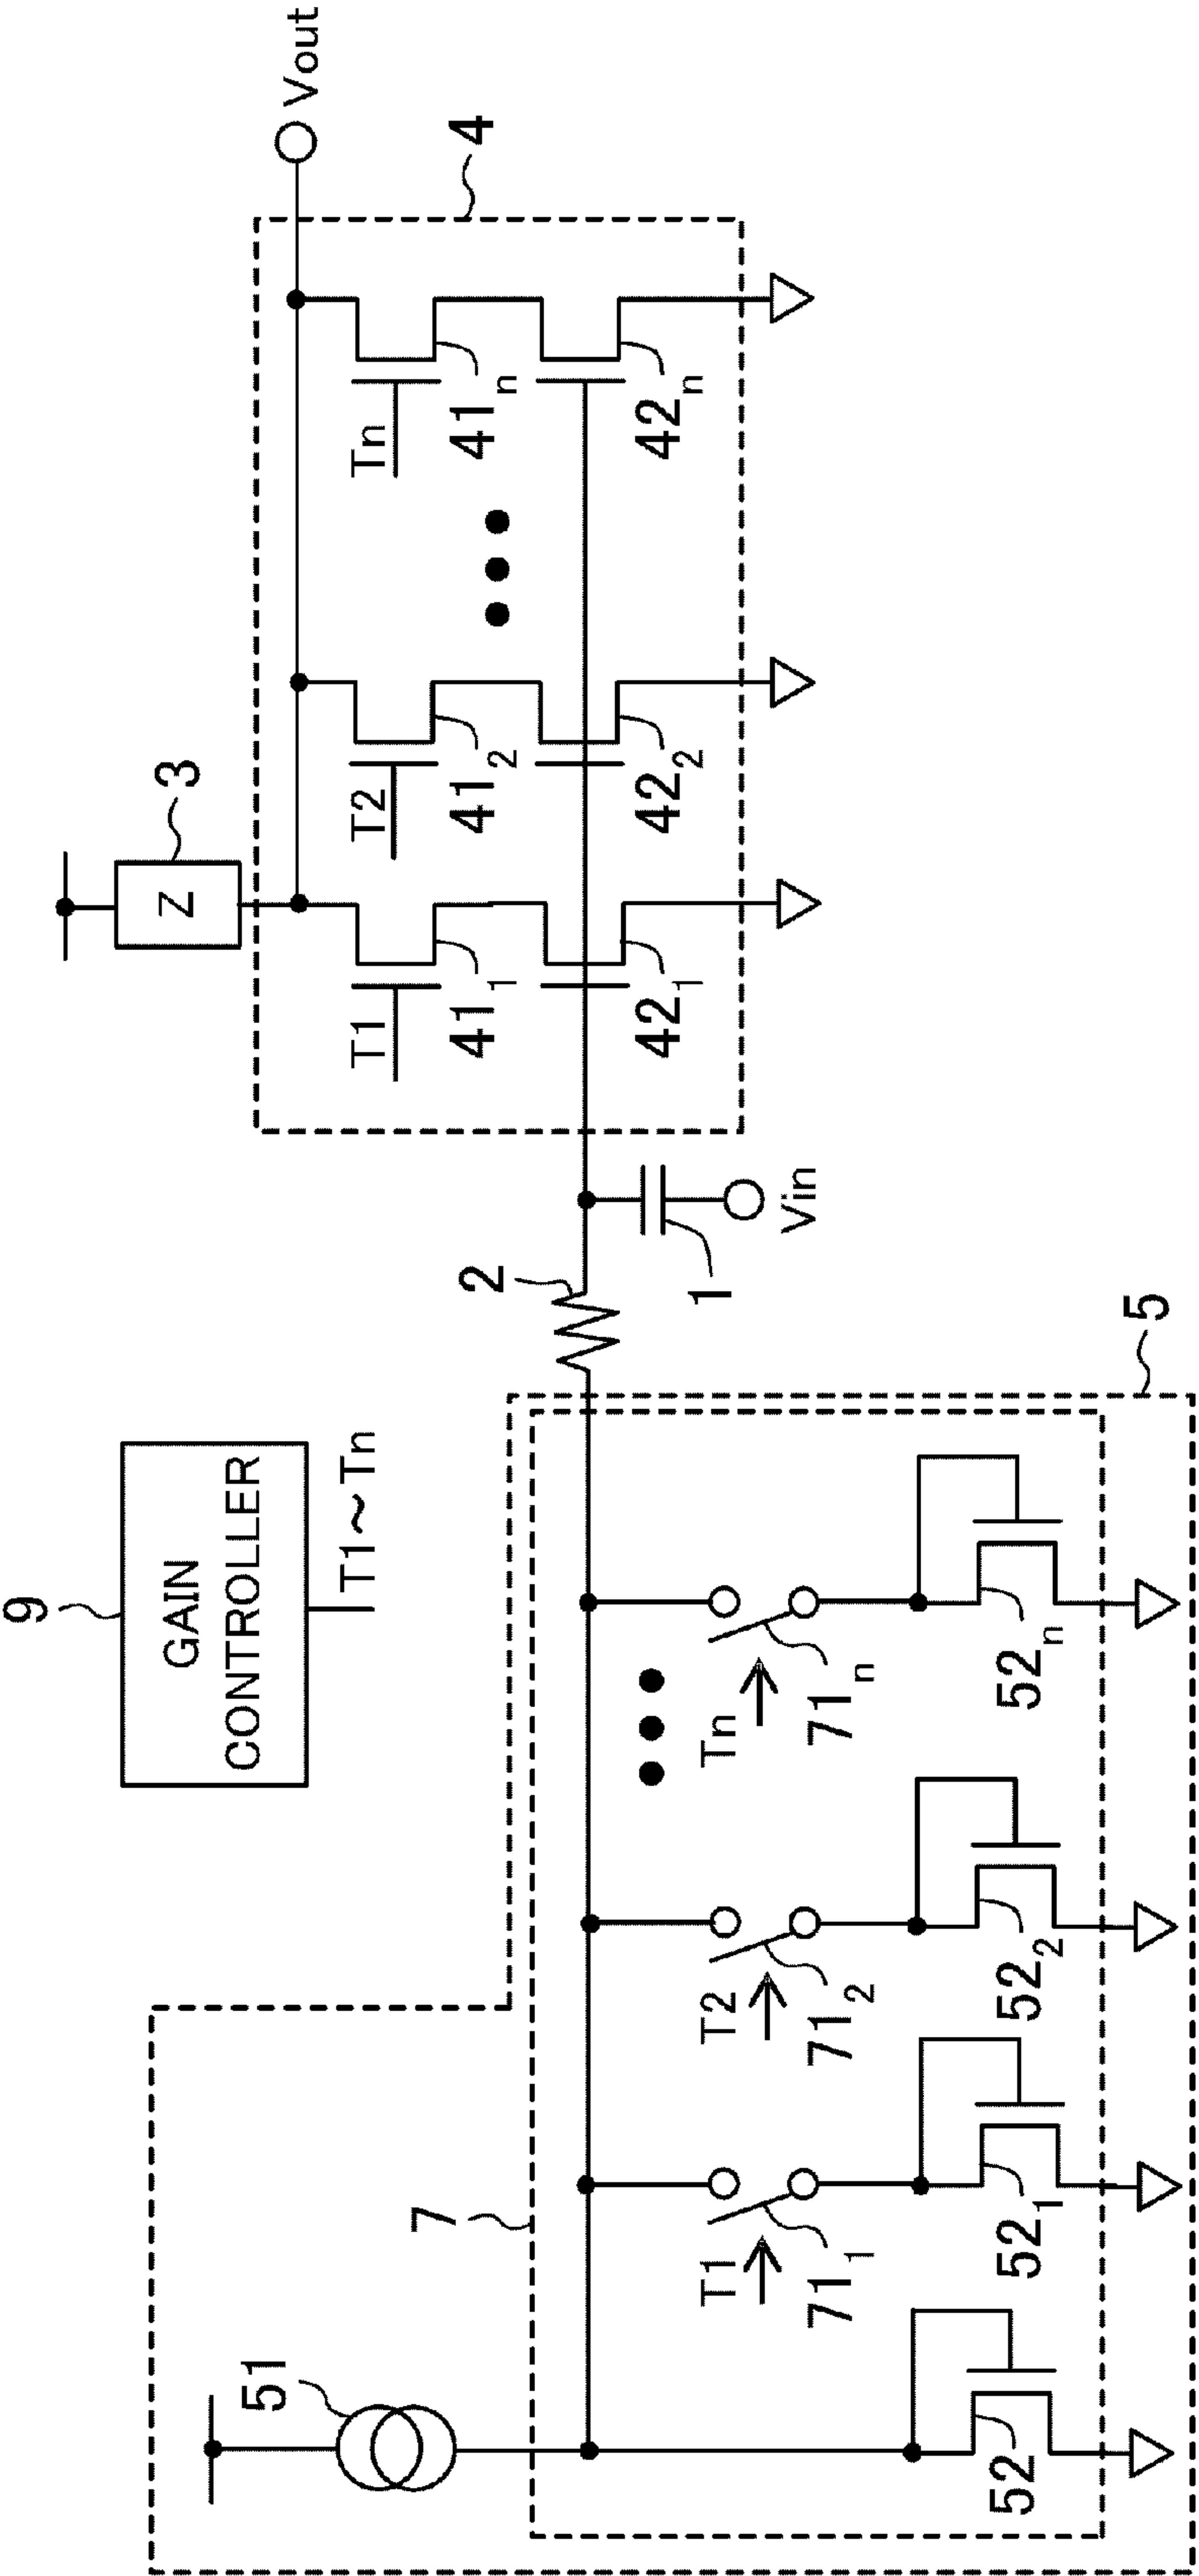 9
GAIN
CONTROLLER
T1~Tn
3
Z
Vout
4
T1
41₁
T2
41₂
Tn
41ₙ
42₁
42₂
42ₙ
2
1
Vin
51
7
5
T1
71₁
T2
71₂
Tn
71ₙ
52
52₁
52₂
52ₙ